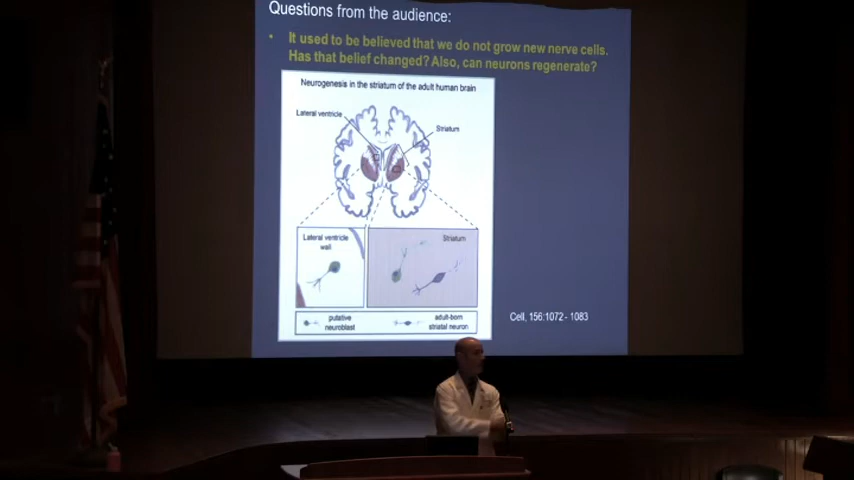 Questions from the audience:
• It used to be believed that we do not grow new nerve cells.
Has that belief changed? Also, can neurons regenerate?
Neurogenesis in the striatum of the adult human brain
Lateral ventricle
Striatum
Lateral ventricle
wall
Striatum
putative
neuroblast
adult-born
striatal neuron
Cell, 156:1072 - 1083